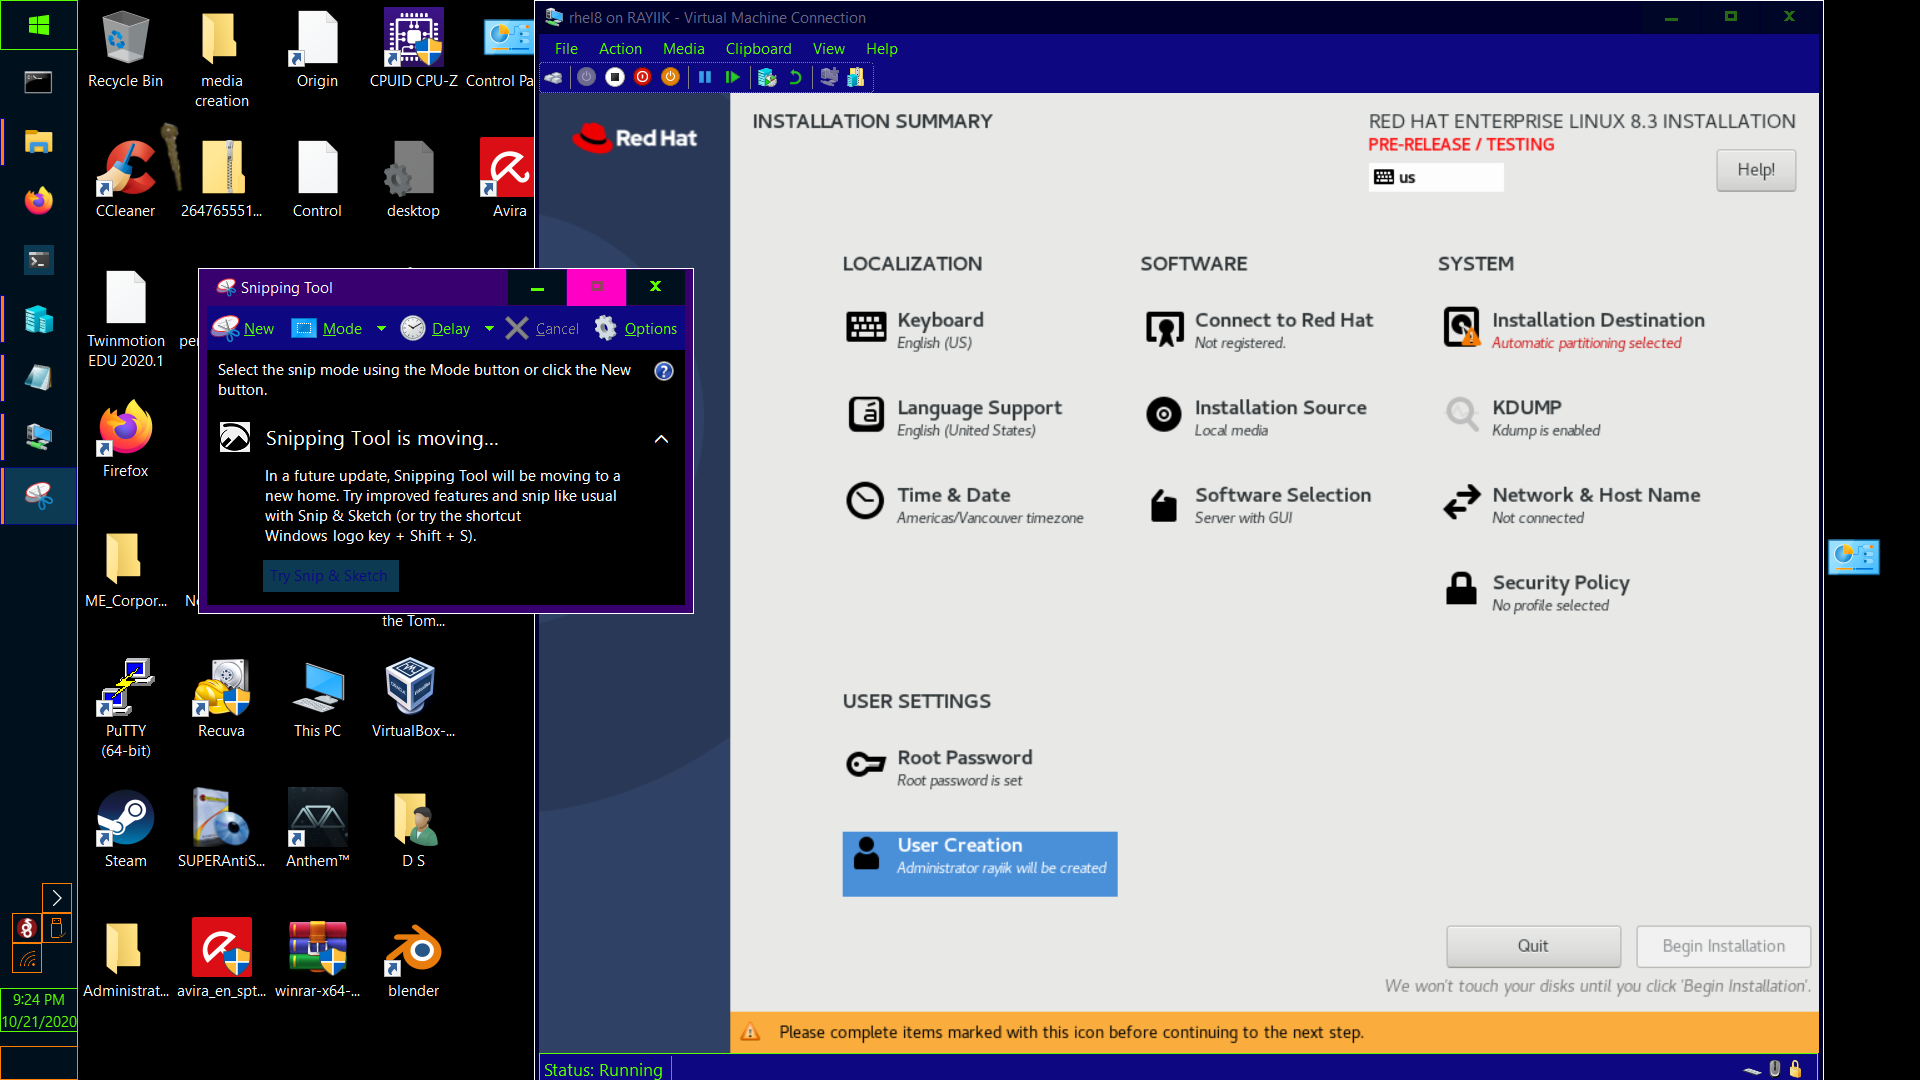 Recycle Bin
media
creation
Origin
CPUID CPU-Z
Control Pa
CCleaner
264765551...
Control
desktop
Avira
Twinmotion
EDU 2020.1
Firefox
ME_Corpor...
the Tom...
PuTTY
(64-bit)
Recuva
This PC
VirtualBox-...
Steam
SUPERAntiS...
Anthem™
D S
Administrat...
avira_en_spt...
winrar-x64-...
blender
9:24 PM
10/21/2020
Snipping Tool
New
Mode
Delay
Cancel
Options
Select the snip mode using the Mode button or click the New
button.
Snipping Tool is moving...
In a future update, Snipping Tool will be moving to a
new home. Try improved features and snip like usual
with Snip & Sketch (or try the shortcut
Windows logo key + Shift + S).
Try Snip & Sketch
rhel8 on RAYIIK - Virtual Machine Connection
File Action Media Clipboard View Help
Red Hat
INSTALLATION SUMMARY
RED HAT ENTERPRISE LINUX 8.3 INSTALLATION
PRE-RELEASE / TESTING
us
Help!
LOCALIZATION
Keyboard
English (US)
Language Support
English (United States)
Time & Date
Americas/Vancouver timezone
SOFTWARE
Connect to Red Hat
Not registered.
Installation Source
Local media
Software Selection
Server with GUI
SYSTEM
Installation Destination
Automatic partitioning selected
KDUMP
Kdump is enabled
Network & Host Name
Not connected
Security Policy
No profile selected
USER SETTINGS
Root Password
Root password is set
User Creation
Administrator rayiik will be created
Quit
Begin Installation
We won't touch your disks until you click 'Begin Installation'.
Please complete items marked with this icon before continuing to the next step.
Status: Running